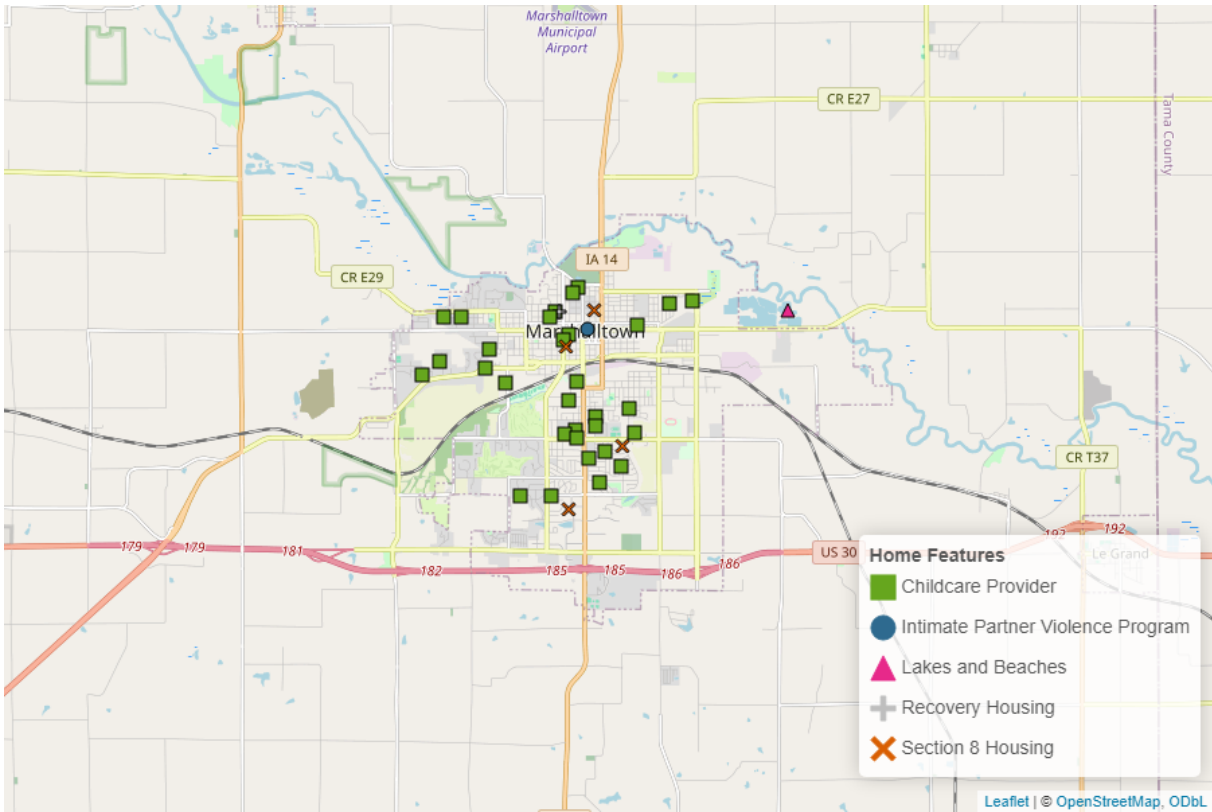 Marshalltown
Municipal
Airport
CR E27
Tama County
IA 14
CR E29
Marshalltown
CR T37
179
179
181
182
185
185
186
186
US 30
192
192
Le Grand
Home Features
Childcare Provider
Intimate Partner Violence Program
Lakes and Beaches
Recovery Housing
Section 8 Housing
Leaflet | © OpenStreetMap, ODbL